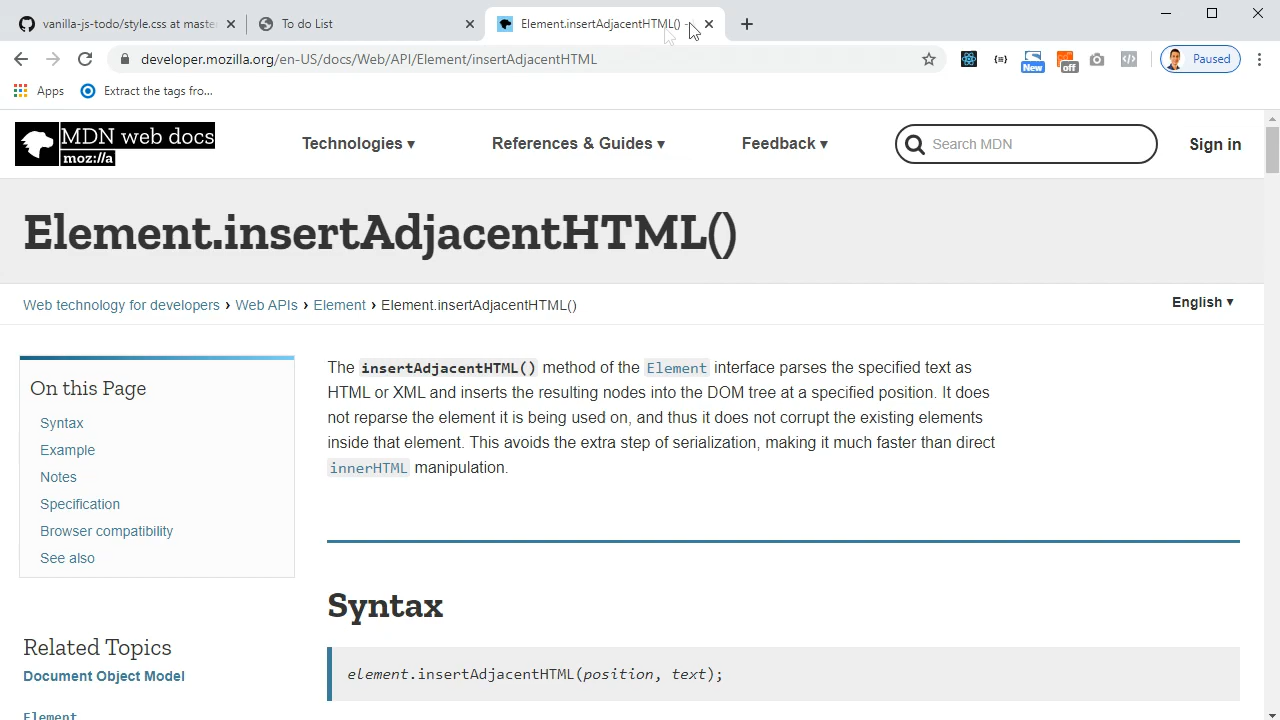 vanilla-js-todo/style.css at maste
To do List
Element.insertAdjacentHTML() -
developer.mozilla.org/en-US/docs/Web/API/Element/insertAdjacentHTML
New
off
Paused
Apps
Extract the tags fro...
MDN web docs
moz://a
Technologies ▾
References & Guides ▾
Feedback ▾
Search MDN
Sign in
Element.insertAdjacentHTML()
Web technology for developers › Web APIs › Element › Element.insertAdjacentHTML()
English ▾
On this Page
Syntax
Example
Notes
Specification
Browser compatibility
See also
Related Topics
Document Object Model
Element
The insertAdjacentHTML() method of the Element interface parses the specified text as
HTML or XML and inserts the resulting nodes into the DOM tree at a specified position. It does
not reparse the element it is being used on, and thus it does not corrupt the existing elements
inside that element. This avoids the extra step of serialization, making it much faster than direct
innerHTML manipulation.
Syntax
element.insertAdjacentHTML(position, text);